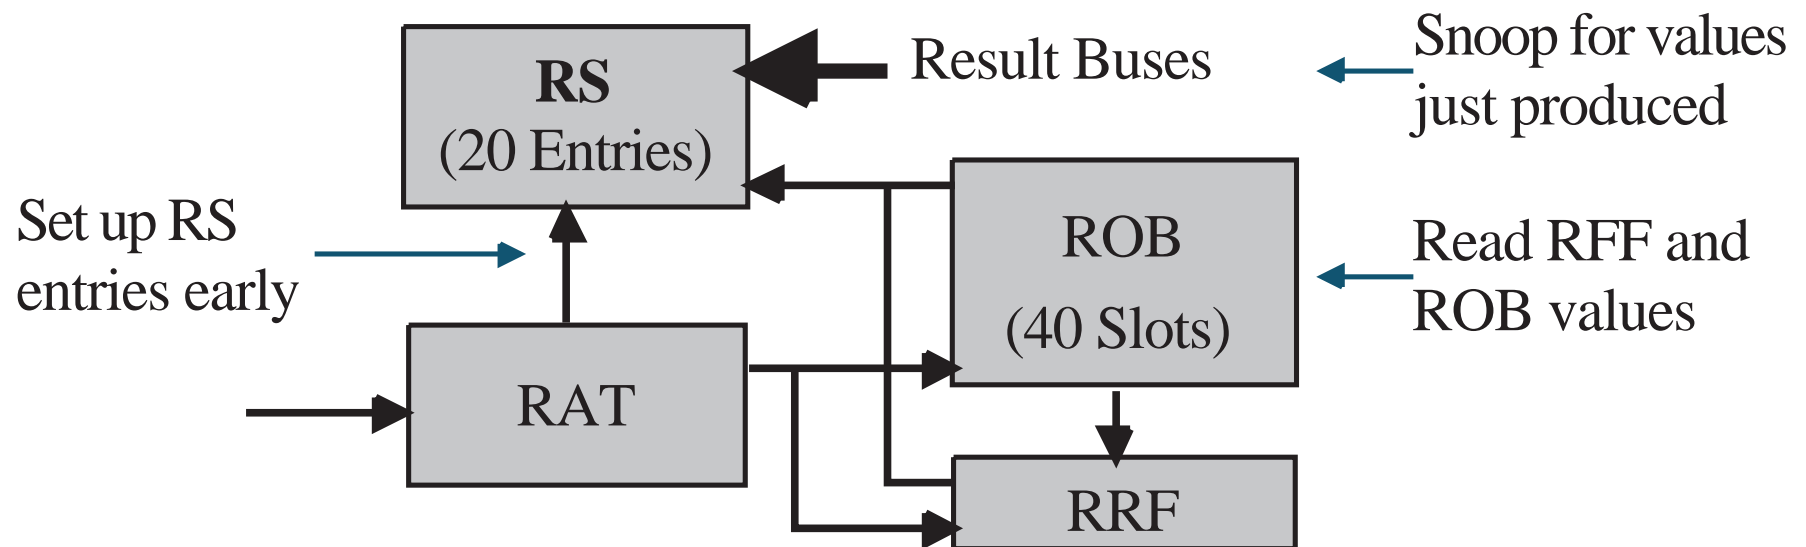 RS
(20 Entries)
Result Buses
Snoop for values
just produced
Set up RS
entries early
ROB
(40 Slots)
Read RFF and
ROB values
RAT
RRF